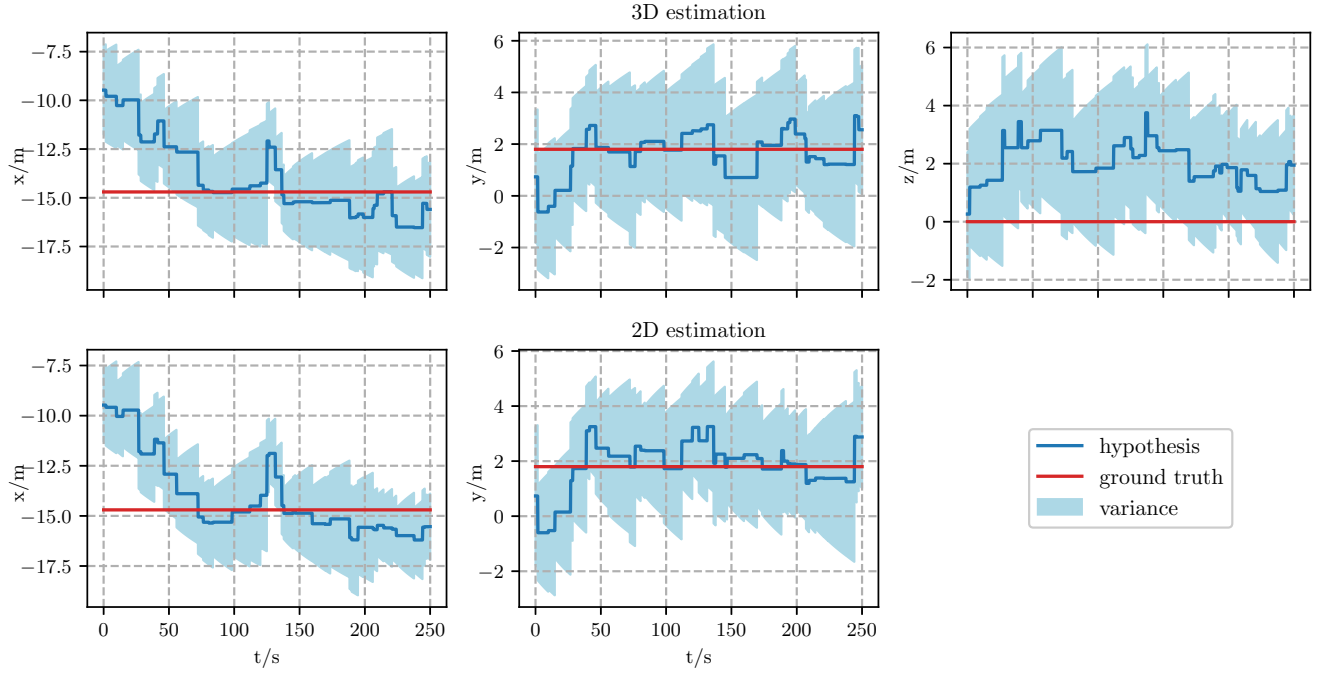 3D estimation
x/m
−7.5
−10.0
−12.5
−15.0
−17.5
y/m
6
4
2
0
−2
z/m
6
4
2
0
−2
2D estimation
x/m
−7.5
−10.0
−12.5
−15.0
−17.5
0 50 100 150 200 250
t/s
y/m
6
4
2
0
−2
0 50 100 150 200 250
t/s
hypothesis
ground truth
variance